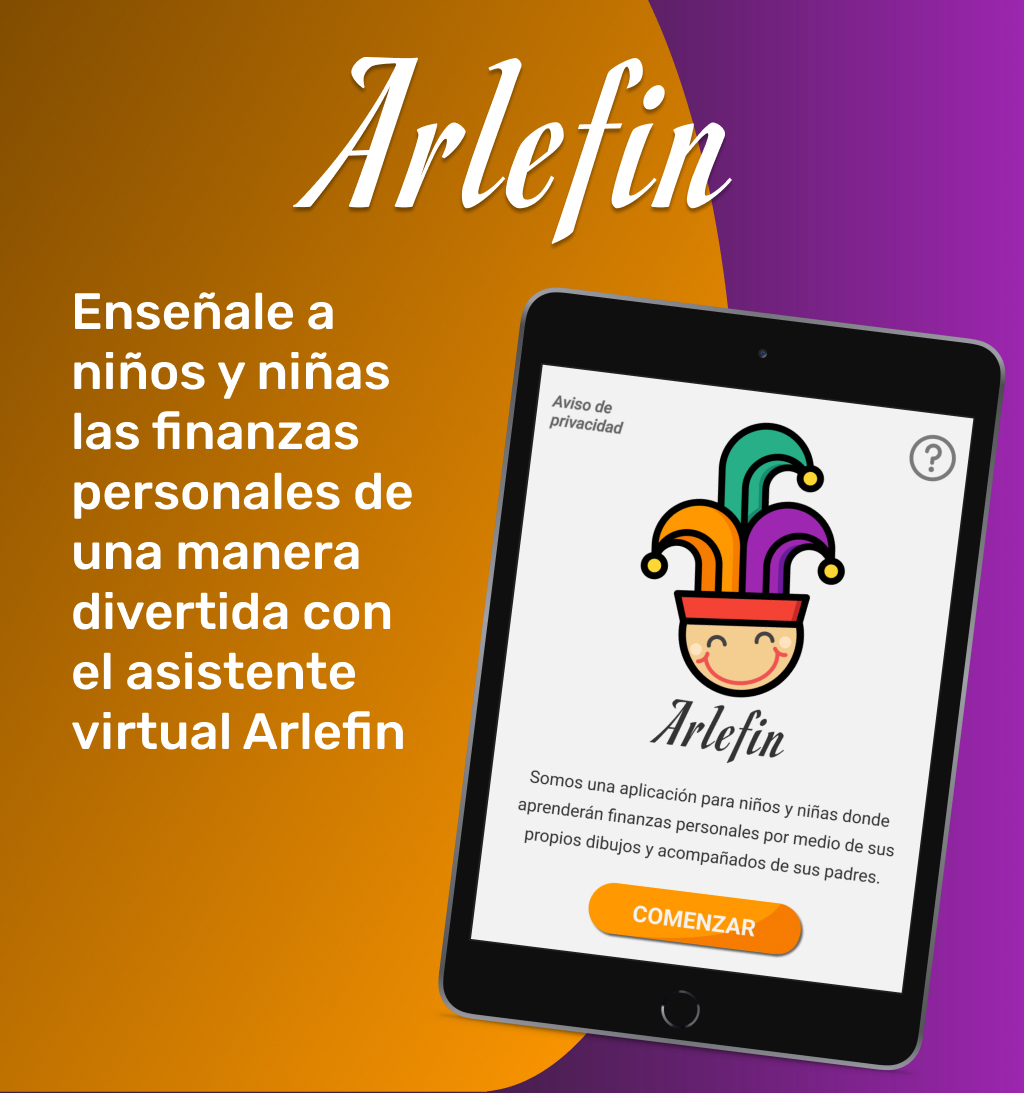 Arlefin
Enseñale a
niños y niñas
las finanzas
personales de
una manera
divertida con
el asistente
virtual Arlefin
Aviso de
privacidad
?
Arlefin
Somos una aplicación para niños y niñas donde
aprenderán finanzas personales por medio de sus
propios dibujos y acompañados de sus padres.
COMENZAR